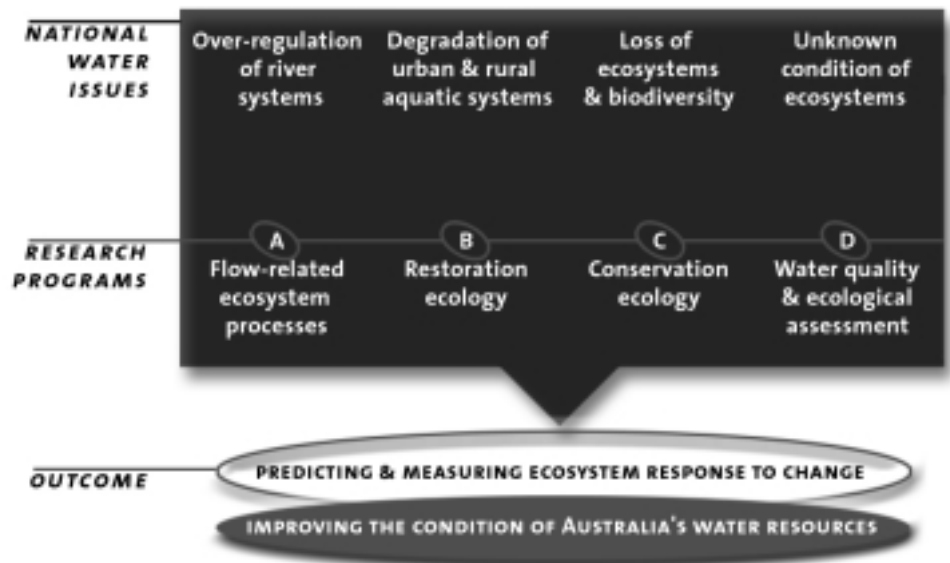 NATIONAL
WATER
ISSUES
Over-regulation
of river
systems
Degradation of
urban & rural
aquatic systems
Loss of
ecosystems
& biodiversity
Unknown
condition of
ecosystems
RESEARCH
PROGRAMS
A
Flow-related
ecosystem
processes
B
Restoration
ecology
C
Conservation
ecology
D
Water quality
& ecological
assessment
OUTCOME
PREDICTING & MEASURING ECOSYSTEM RESPONSE TO CHANGE
IMPROVING THE CONDITION OF AUSTRALIA'S WATER RESOURCES